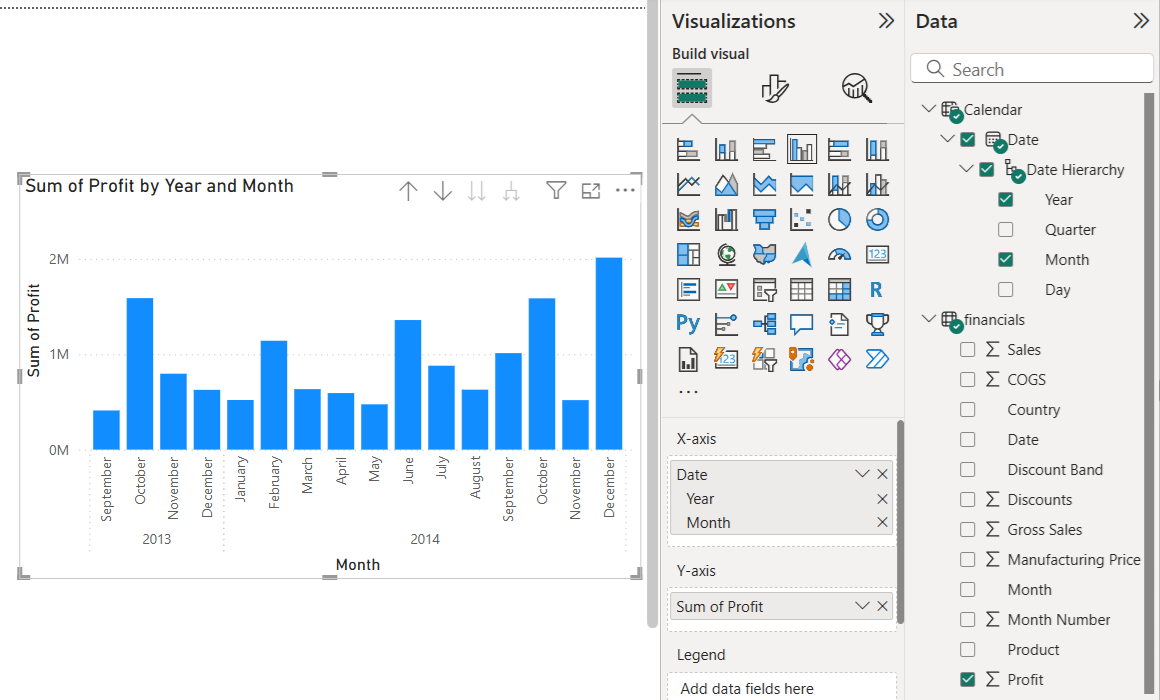 Sum of Profit by Year and Month
2M
1M
0M
Sum of Profit
September
October
November
December
January
February
March
April
May
June
July
August
September
October
November
December
2013
2014
Month
Visualizations
Build visual
123
R
Py
123
...
X-axis
Date
Year
Month
Y-axis
Sum of Profit
Legend
Add data fields here
Data
Search
Calendar
Date
Date Hierarchy
Year
Quarter
Month
Day
financials
Sales
COGS
Country
Date
Discount Band
Discounts
Gross Sales
Manufacturing Price
Month
Month Number
Product
Profit